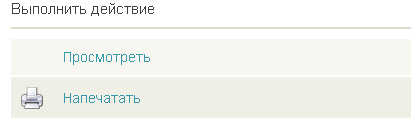 Выполнить действие
Просмотреть
Напечатать